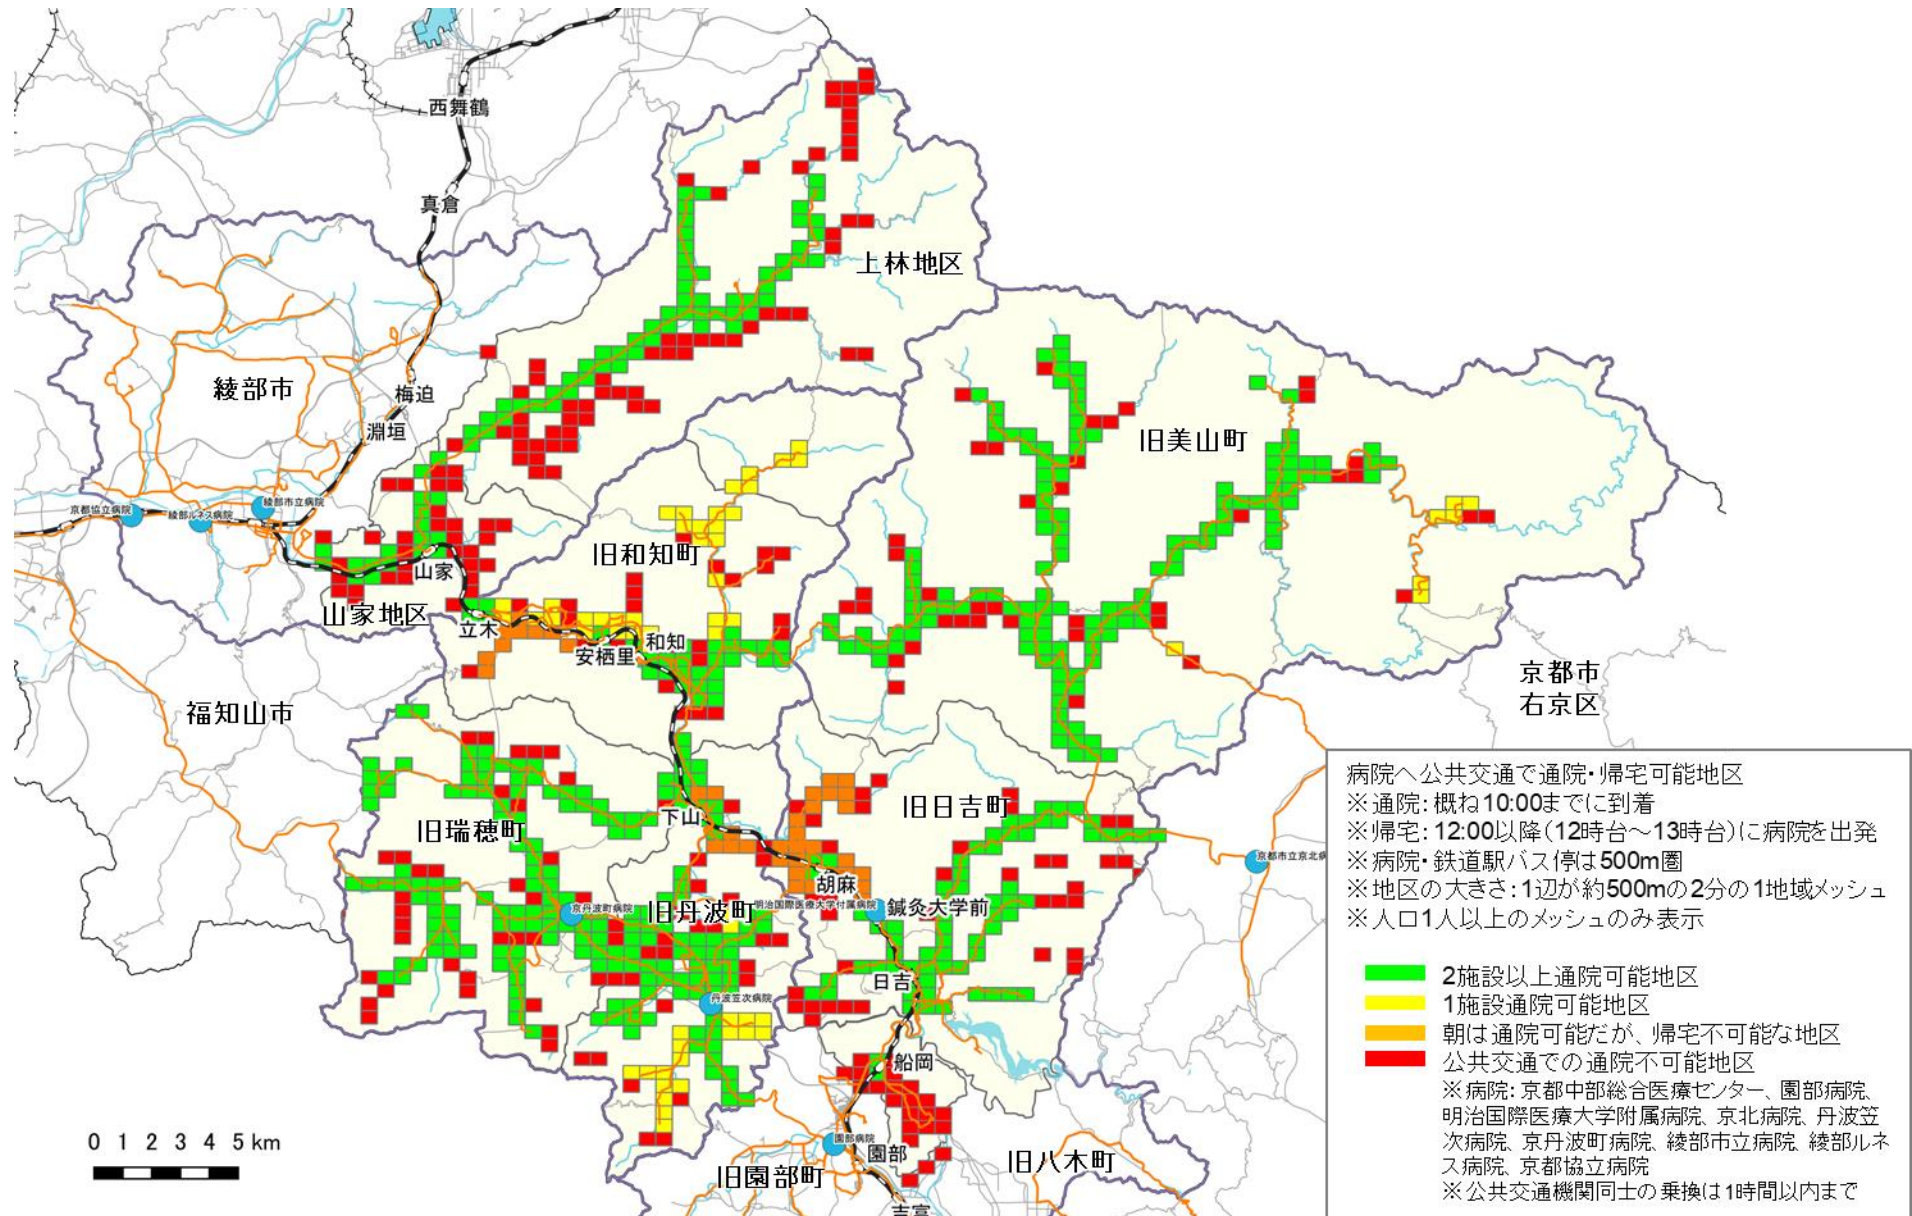 西舞鶴
真倉
上林地区
綾部市
梅迫
淵垣
旧美山町
綾部市立病院
京都協立病院
綾部ルネス病院
旧和知町
山家
山家地区
立木
和知
安栖里
京都市
右京区
福知山市
下山
旧日吉町
旧瑞穂町
胡麻
京都市立京北病
京丹波町病院
旧丹波町
明治国際医療大学付属病院
鍼灸大学前
日吉
丹波笠次病院
船岡
園部病院
園部
旧園部町
旧八木町
吉富
0 1 2 3 4 5 km
病院へ公共交通で通院・帰宅可能地区
※通院：概ね10:00までに到着
※帰宅：12:00以降（12時台～13時台）に病院を出発
※病院・鉄道駅バス停は500m圏
※地区の大きさ：1辺が約500mの2分の1地域メッシュ
※人口1人以上のメッシュのみ表示
2施設以上通院可能地区
1施設通院可能地区
朝は通院可能だが、帰宅不可能な地区
公共交通での通院不可能地区
※病院：京都中部総合医療センター、園部病院、
明治国際医療大学附属病院、京北病院、丹波笠
次病院、京丹波町病院、綾部市立病院、綾部ルネ
ス病院、京都協立病院
※公共交通機関同士の乗換は1時間以内まで